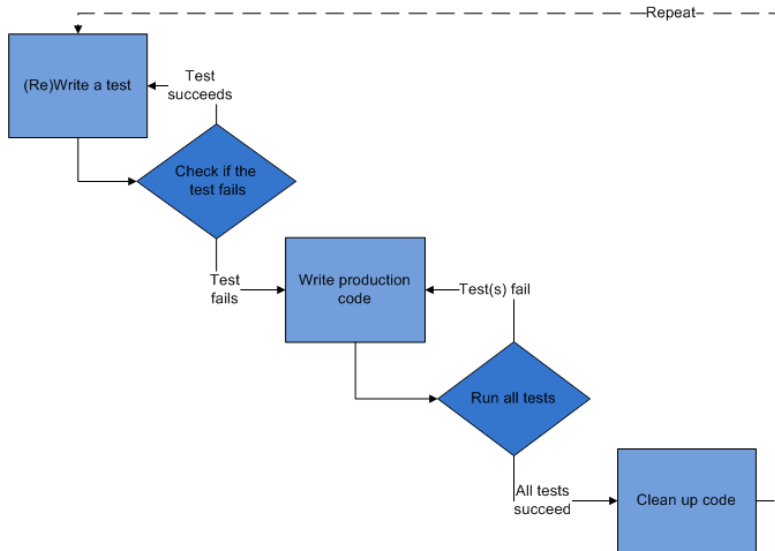 Repeat
(Re)Write a test
Test
succeeds
Check if the
test fails
Test
fails
Write production
code
Test(s) fail
Run all tests
All tests
succeed
Clean up code